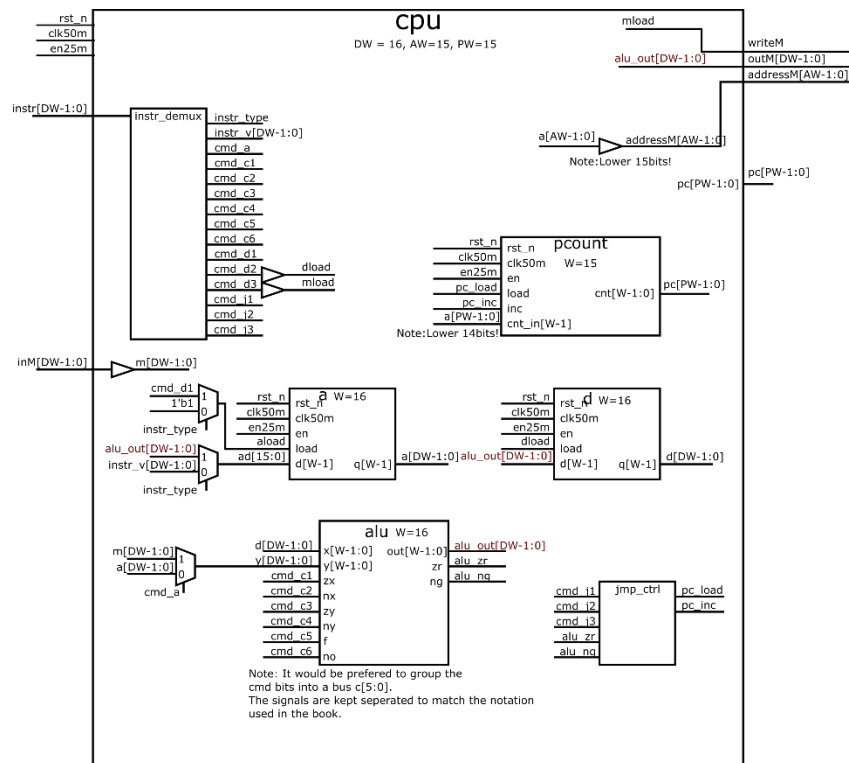 cpu
DW = 16, AW=15, PW=15
rst_n
clk50m
en25m
mload
writeM
alu_out[DW-1:0]
outM[DW-1:0]
addressM[AW-1:0]
instr[DW-1:0]
instr_demux
instr_type
instr_v[DW-1:0]
cmd_a
cmd_c1
cmd_c2
cmd_c3
cmd_c4
cmd_c5
cmd_c6
cmd_d1
cmd_d2
dload
cmd_d3
mload
cmd_j1
cmd_j2
cmd_j3
a[AW-1:0]
addressM[AW-1:0]
Note:Lower 15bits!
pc[PW-1:0]
pc[PW-1:0]
pcount
W=15
rst_n
clk50m
en25m
pc_load
pc_inc
a[PW-1:0]
Note:Lower 14bits!
rst_n
clk50m
en
load
inc
cnt_in[W-1]
cnt[W-1:0]
pc[PW-1:0]
inM[DW-1:0]
m[DW-1:0]
cmd_d1
1'b1
1
0
instr_type
alu_out[DW-1:0]
instr_v[DW-1:0]
1
0
instr_type
a
W=16
rst_n
clk50m
en25m
aload
ad[15:0]
rst_n
clk50m
en
load
d[W-1]
q[W-1]
a[DW-1:0]
d
W=16
rst_n
clk50m
en25m
dload
alu_out[DW-1:0]
rst_n
clk50m
en
load
d[W-1]
q[W-1]
d[DW-1:0]
m[DW-1:0]
a[DW-1:0]
1
0
cmd_a
alu
W=16
d[DW-1:0]
y[DW-1:0]
cmd_c1
cmd_c2
cmd_c3
cmd_c4
cmd_c5
cmd_c6
x[W-1:0]
y[W-1:0]
zx
nx
zy
ny
f
no
out[W-1:0]
zr
ng
alu_out[DW-1:0]
alu_zr
alu_ng
Note: It would be prefered to group the
cmd bits into a bus c[5:0].
The signals are kept seperated to match the notation
used in the book.
jmp_ctrl
cmd_j1
cmd_j2
cmd_j3
alu_zr
alu_ng
pc_load
pc_inc